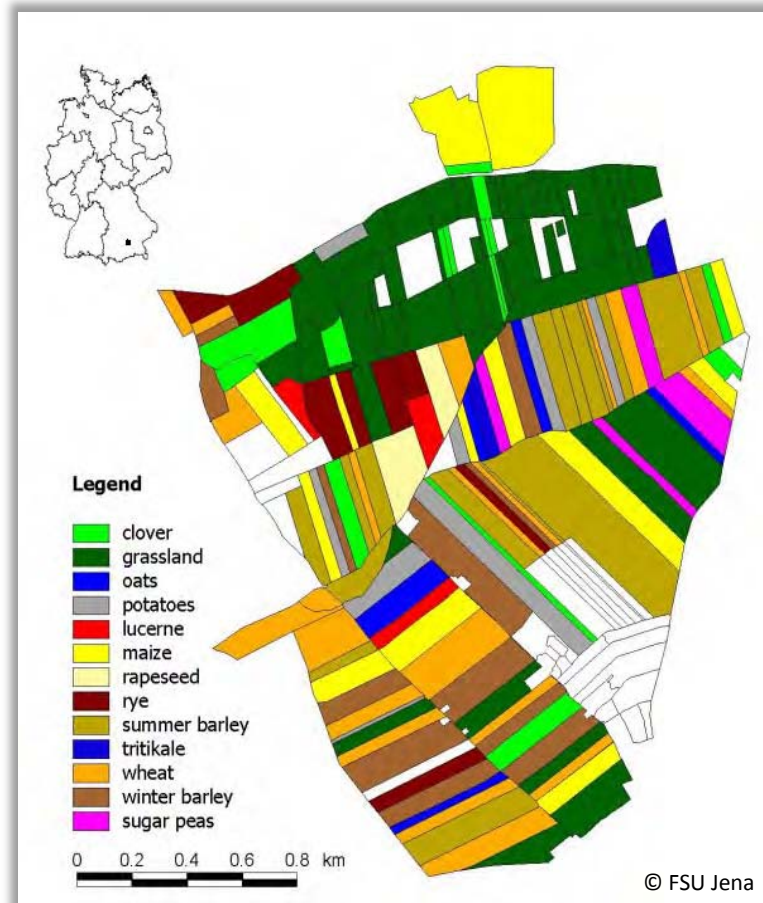 Legend
clover
grassland
oats
potatoes
lucerne
maize
rapeseed
rye
summer barley
tritikale
wheat
winter barley
sugar peas
0 0.2 0.4 0.6 0.8 km
© FSU Jena